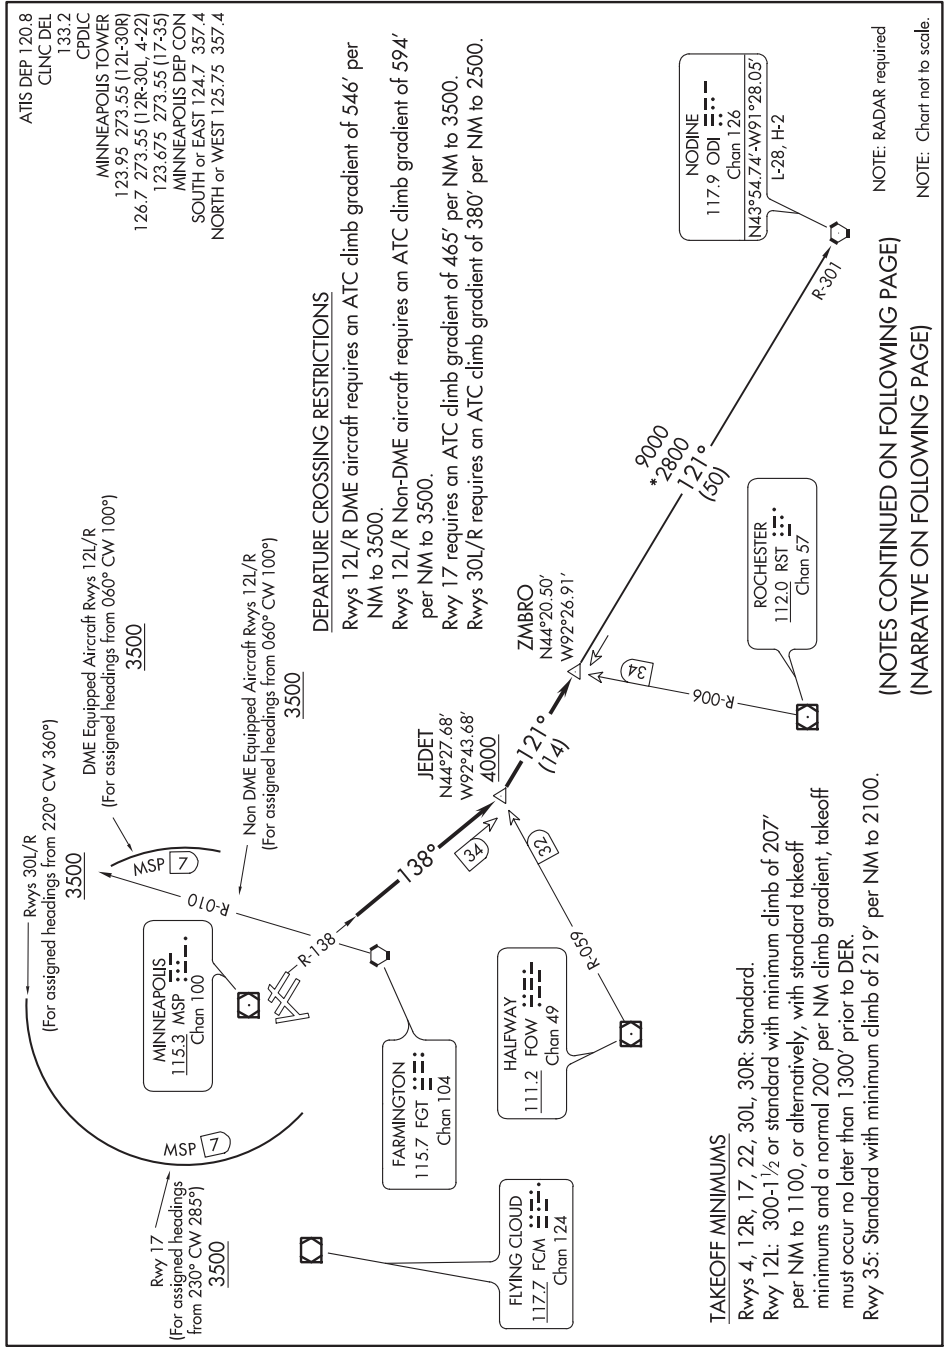 ATIS DEP 120.8
CLNC DEL
133.2
CPDLC
MINNEAPOLIS TOWER
123.95 273.55 (12L-30R)
126.7 273.55 (12R-30L, 4-22)
123.675 273.55 (17-35)
MINNEAPOLIS DEP CON
SOUTH or EAST 124.7 357.4
NORTH or WEST 125.75 357.4
Rwys 30L/R
(For assigned headings from 220° CW 360°)
3500
DME Equipped Aircraft Rwys 12L/R
(For assigned headings from 060° CW 100°)
3500
Non DME Equipped Aircraft Rwys 12L/R
(For assigned headings from 060° CW 100°)
3500
Rwy 17
(For assigned headings
from 230° CW 285°)
3500
MSP 7
MSP 7
R-010
MINNEAPOLIS
115.3 MSP
Chan 100
R-138
138°
FARMINGTON
115.7 FGT
Chan 104
FLYING CLOUD
117.7 FCM
Chan 124
HALFWAY
111.2 FOW
Chan 49
R-059
32
34
JEDET
N44°27.68′
W92°43.68′
4000
121°
(14)
ZMBRO
N44°20.50′
W92°26.91′
34
R-006
ROCHESTER
112.0 RST
Chan 57
9000
*2800
121°
(50)
R-301
NODINE
117.9 ODI
Chan 126
N43°54.74′-W91°28.05′
L-28, H-2
DEPARTURE CROSSING RESTRICTIONS
Rwys 12L/R DME aircraft requires an ATC climb gradient of 546′ per
NM to 3500.
Rwys 12L/R Non-DME aircraft requires an ATC climb gradient of 594′
per NM to 3500.
Rwy 17 requires an ATC climb gradient of 465′ per NM to 3500.
Rwys 30L/R requires an ATC climb gradient of 380′ per NM to 2500.
TAKEOFF MINIMUMS
Rwys 4, 12R, 17, 22, 30L, 30R: Standard.
Rwy 12L: 300-1½ or standard with minimum climb of 207′
per NM to 1100, or alternatively, with standard takeoff
minimums and a normal 200′ per NM climb gradient, takeoff
must occur no later than 1300′ prior to DER.
Rwy 35: Standard with minimum climb of 219′ per NM to 2100.
NOTE: RADAR required
NOTE: Chart not to scale.
(NOTES CONTINUED ON FOLLOWING PAGE)
(NARRATIVE ON FOLLOWING PAGE)